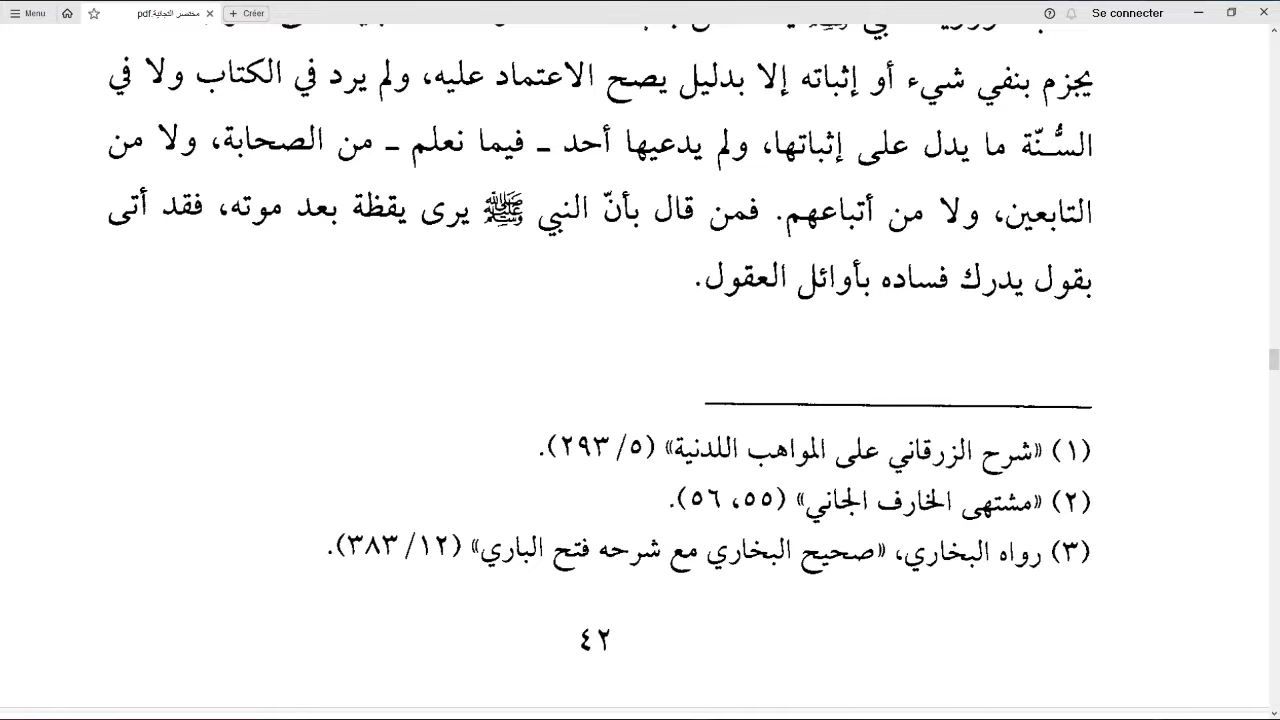 Menu
مختصر التجانية.pdf
Créer
Se connecter
يجزم بنفي شيء أو إثباته إلا بدليل يصح الاعتماد عليه، ولم يرد في الكتاب ولا في
السُّنّة ما يدل على إثباتها، ولم يدعيها أحد ـ فيما نعلم ـ من الصحابة، ولا من
التابعين، ولا من أتباعهم. فمن قال بأنّ النبي ﷺ يرى يقظة بعد موته، فقد أتى
بقول يدرك فساده بأوائل العقول.
(١) «شرح الزرقاني على المواهب اللدنية» (٥/ ٢٩٣).
(٢) «مشتهى الخارف الجاني» (٥٥، ٥٦).
(٣) رواه البخاري، «صحيح البخاري مع شرحه فتح الباري» (١٢/ ٣٨٣).
٤٢